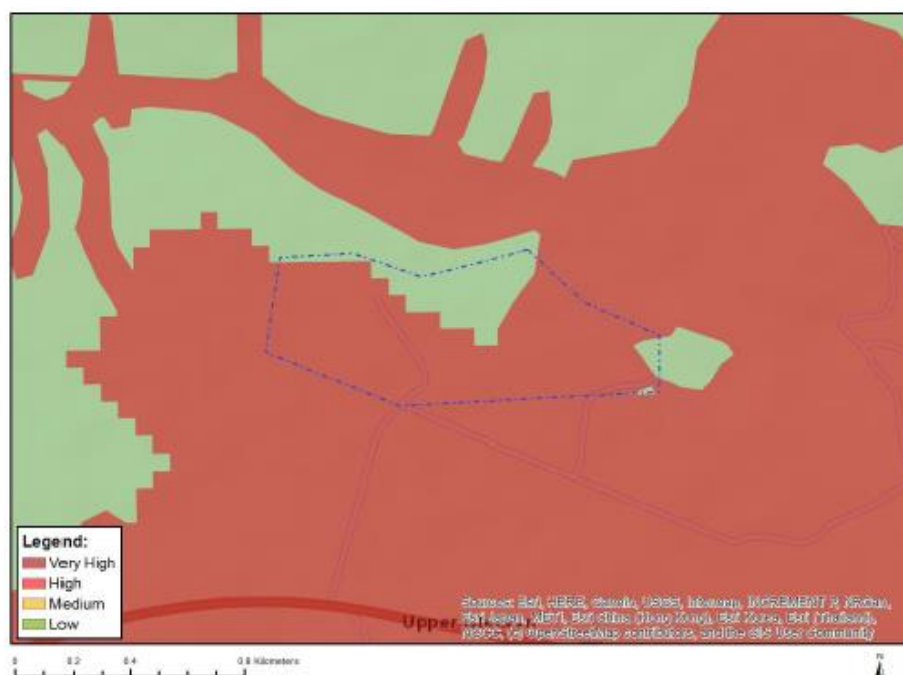 Legend:
Very High
High
Medium
Low
Upper
Sources: Esri, HERE, Garmin, USGS, Intermap, INCREMENT P, NRCan,
Esri Japan, METI, Esri China (Hong Kong), Esri Korea, Esri (Thailand),
NGCC, (c) OpenStreetMap contributors, and the GIS User Community
0 0.2 0.4 0.8 Kilometers
N